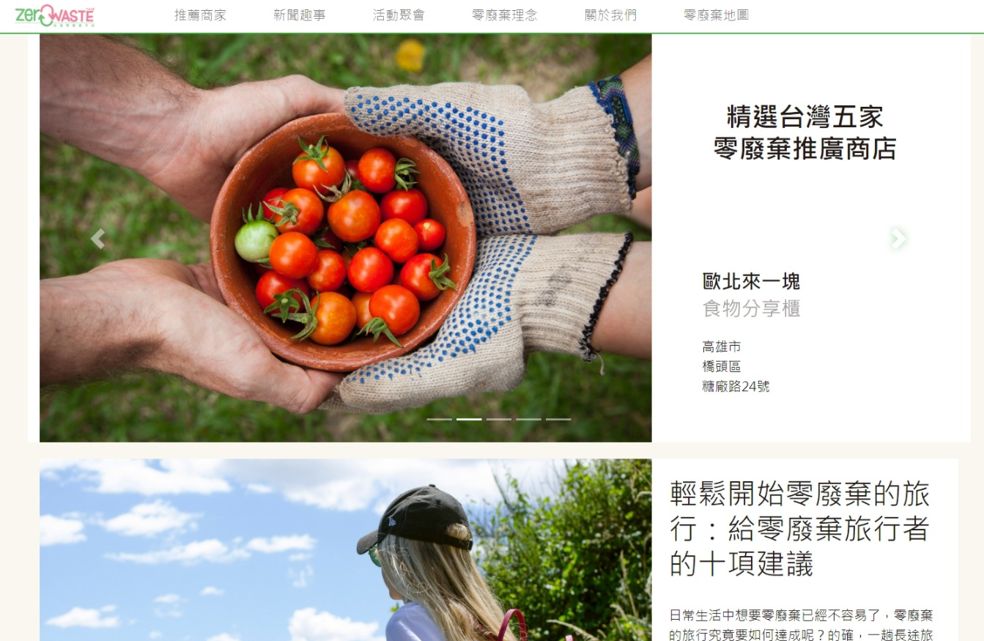 zerOWASTE
推薦商家
新聞趣事
活動聚會
零廢棄理念
關於我們
零廢棄地圖
精選台灣五家
零廢棄推廣商店
歐北來一塊
食物分享櫃
高雄市
橋頭區
糖廠路24號
輕鬆開始零廢棄的旅
行：給零廢棄旅行者
的十項建議
日常生活中想要零廢棄已經不容易了，零廢棄
的旅行究竟要如何達成呢？的確，一趟長途旅